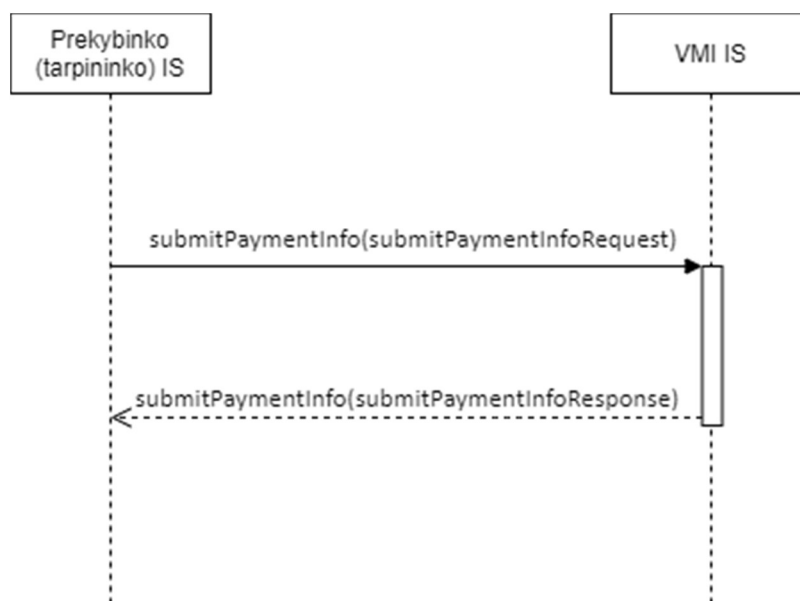 Prekybinko
(tarpininko) IS
VMI IS
submitPaymentInfo(submitPaymentInfoRequest)
submitPaymentInfo(submitPaymentInfoResponse)